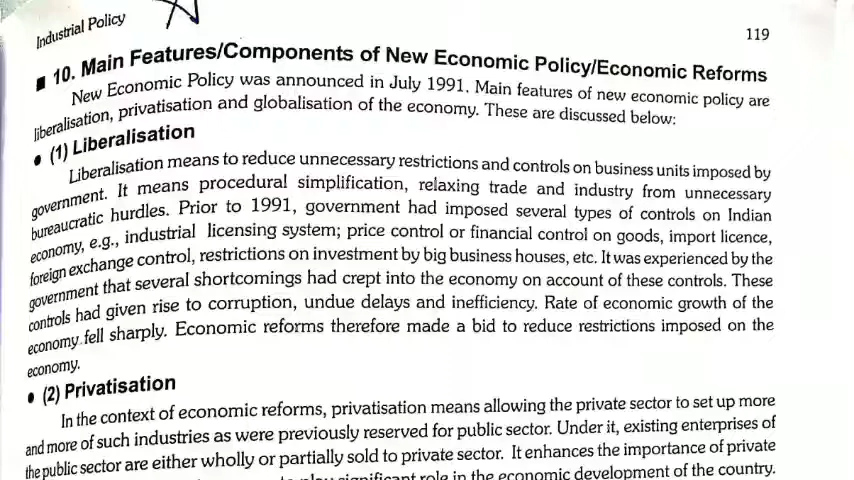 Industrial Policy
119
■ 10. Main Features/Components of New Economic Policy/Economic Reforms
New Economic Policy was announced in July 1991. Main features of new economic policy are
liberalisation, privatisation and globalisation of the economy. These are discussed below:
• (1) Liberalisation
Liberalisation means to reduce unnecessary restrictions and controls on business units imposed by
government. It means procedural simplification, relaxing trade and industry from unnecessary
bureaucratic hurdles. Prior to 1991, government had imposed several types of controls on Indian
economy, e.g., industrial licensing system; price control or financial control on goods, import licence,
foreign exchange control, restrictions on investment by big business houses, etc. It was experienced by the
government that several shortcomings had crept into the economy on account of these controls. These
controls had given rise to corruption, undue delays and inefficiency. Rate of economic growth of the
economy fell sharply. Economic reforms therefore made a bid to reduce restrictions imposed on the
economy.
• (2) Privatisation
In the context of economic reforms, privatisation means allowing the private sector to set up more
and more of such industries as were previously reserved for public sector. Under it, existing enterprises of
the public sector are either wholly or partially sold to private sector. It enhances the importance of private
to play significant role in the economic development of the country.